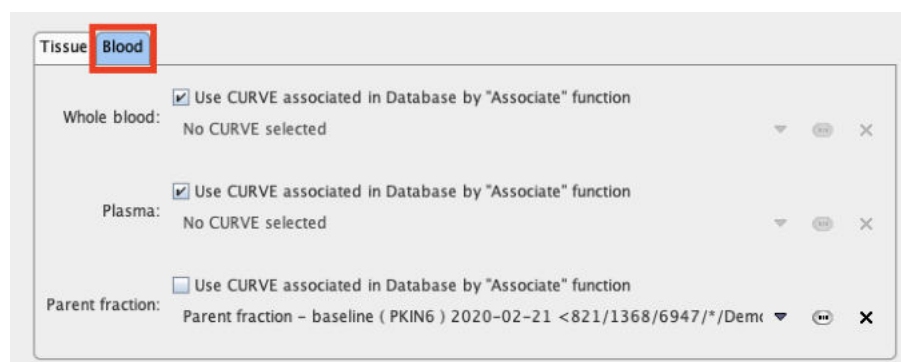 Tissue Blood
Use CURVE associated in Database by "Associate" function
Whole blood:
No CURVE selected
Use CURVE associated in Database by "Associate" function
Plasma:
No CURVE selected
Use CURVE associated in Database by "Associate" function
Parent fraction:
Parent fraction – baseline ( PKIN6 ) 2020-02-21 <821/1368/6947/*/Demo